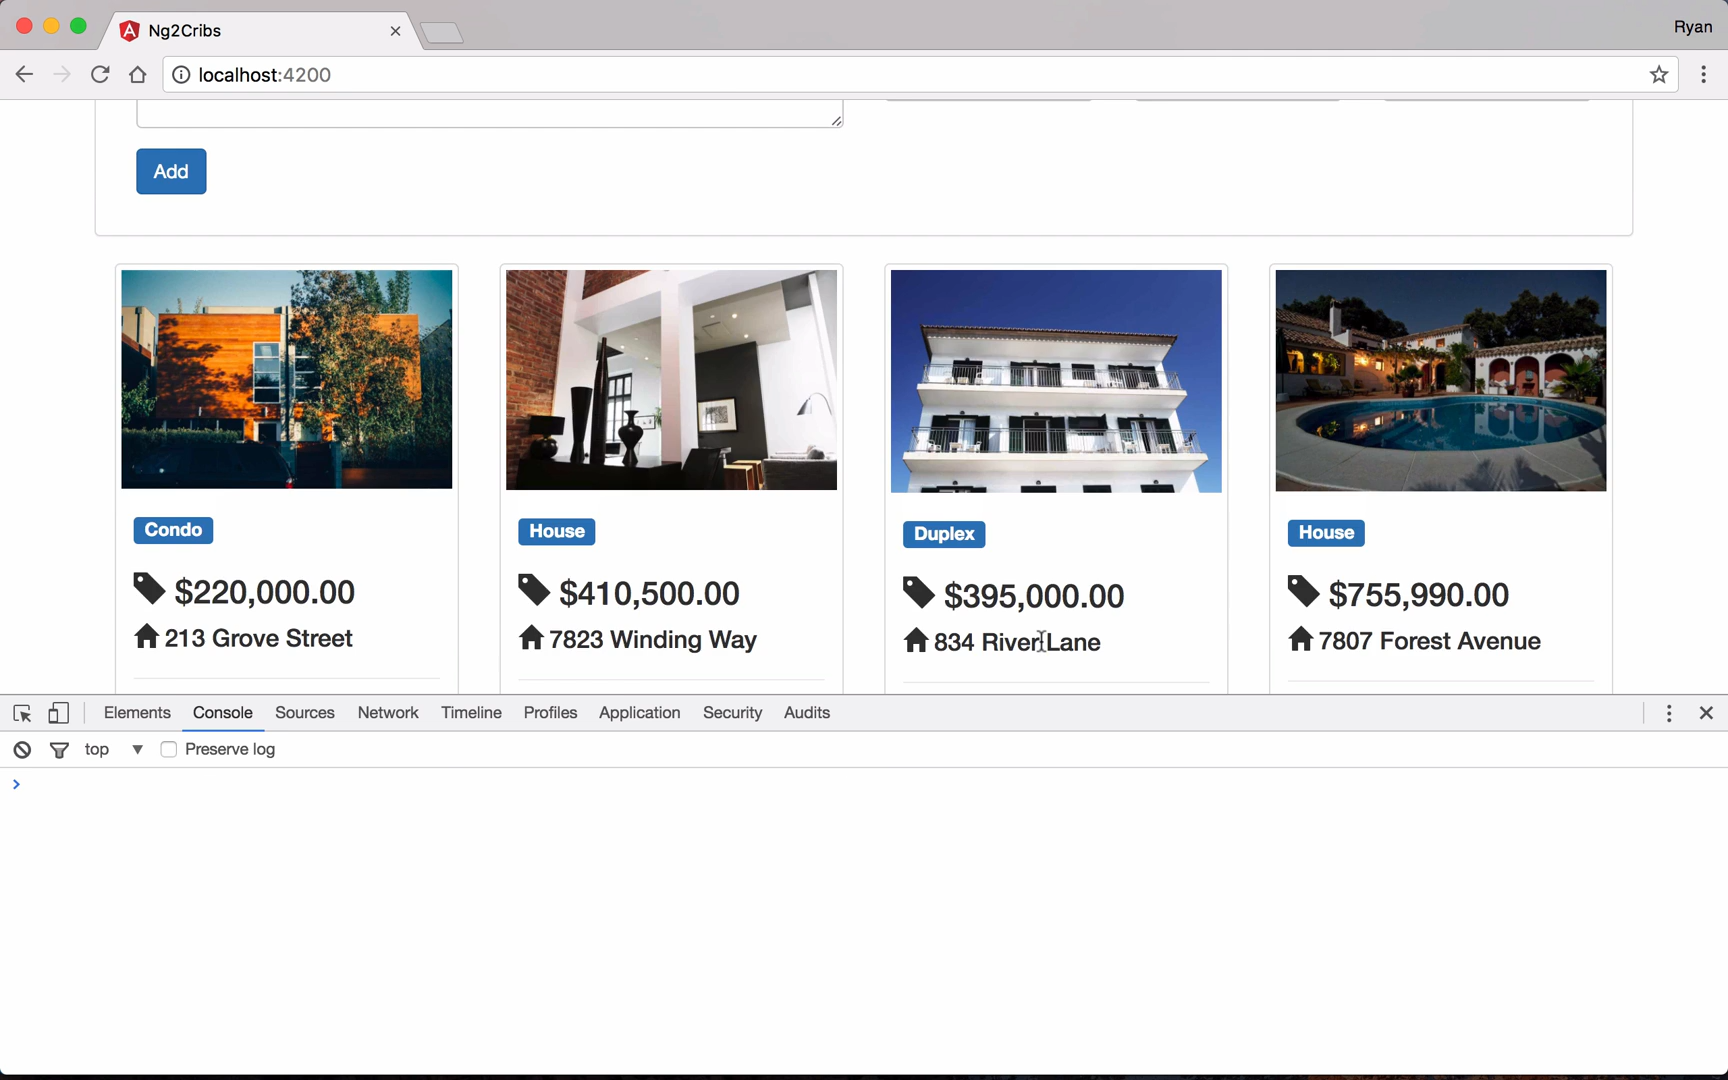 Ng2Cribs
Ryan
localhost:4200
Add
Condo
$220,000.00
213 Grove Street
House
$410,500.00
7823 Winding Way
Duplex
$395,000.00
834 River Lane
House
$755,990.00
7807 Forest Avenue
Elements Console Sources Network Timeline Profiles Application Security Audits
top Preserve log